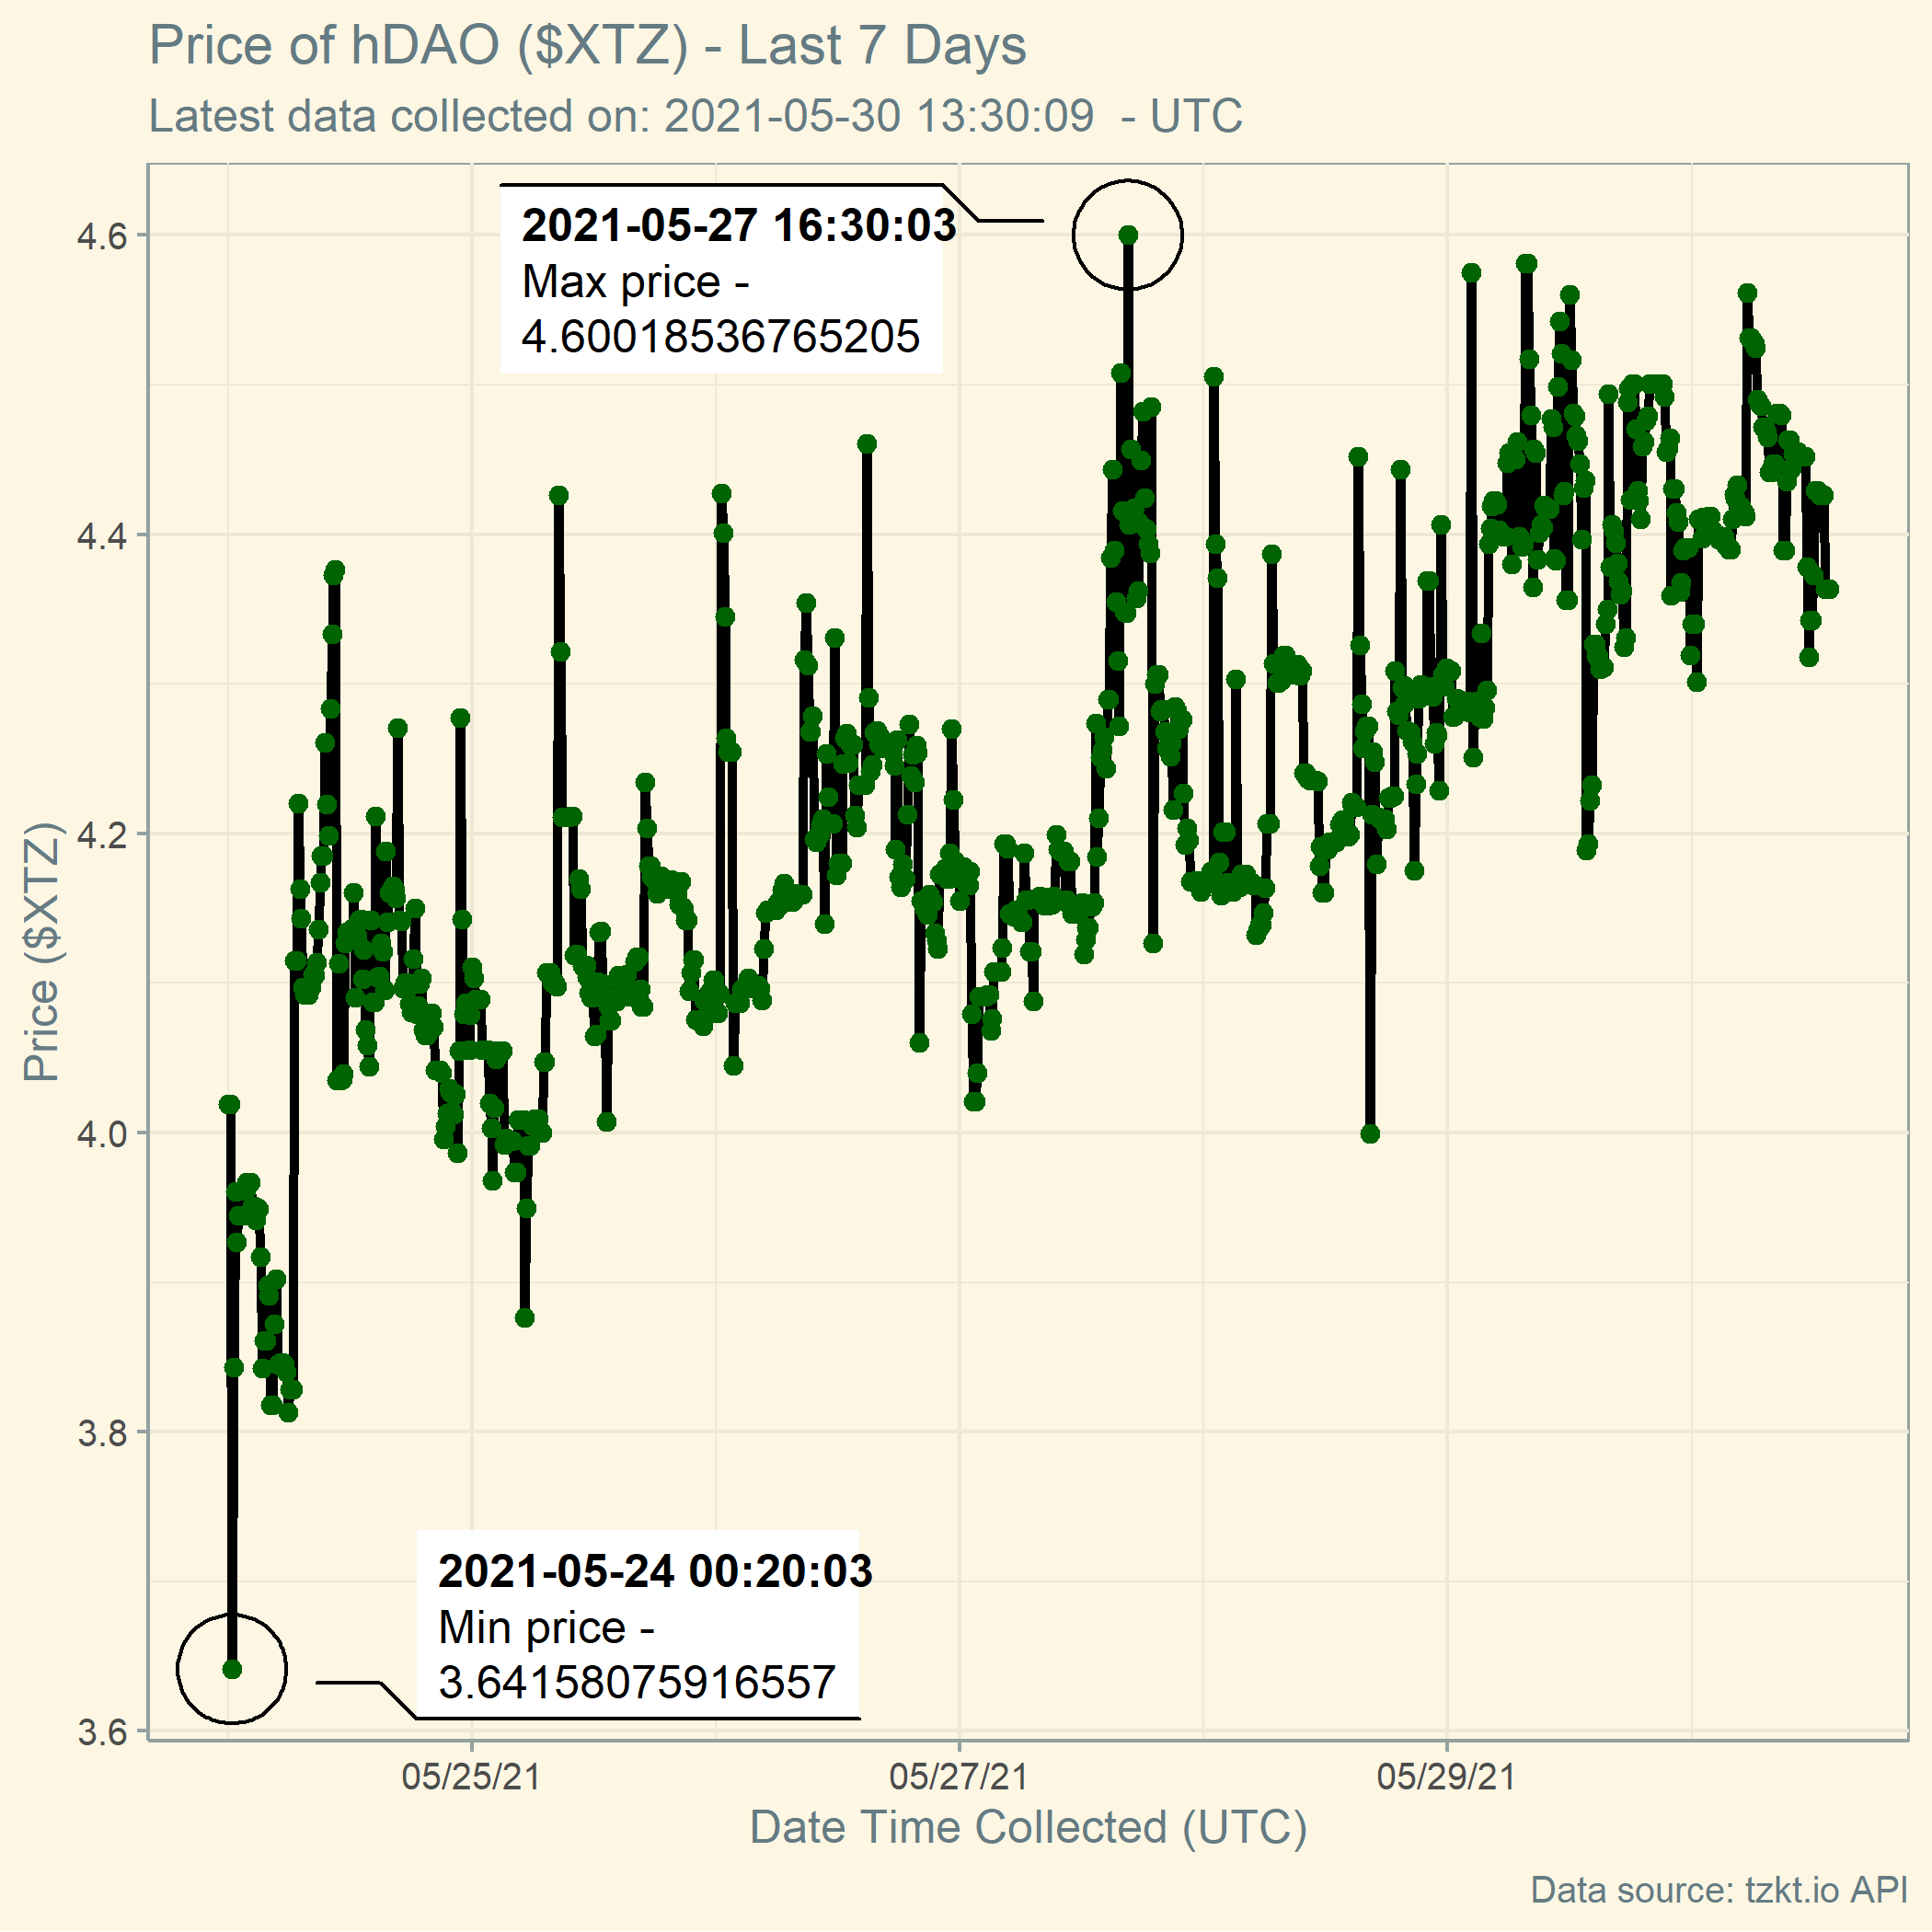 Price of hDAO ($XTZ) - Last 7 Days
Latest data collected on: 2021-05-30 13:30:09  - UTC
2021-05-27 16:30:03
Max price -
4.60018536765205
4.6
4.4
4.2
4.0
3.8
3.6
Price ($XTZ)
2021-05-24 00:20:03
Min price -
3.64158075916557
05/25/21
05/27/21
05/29/21
Date Time Collected (UTC)
Data source: tzkt.io API